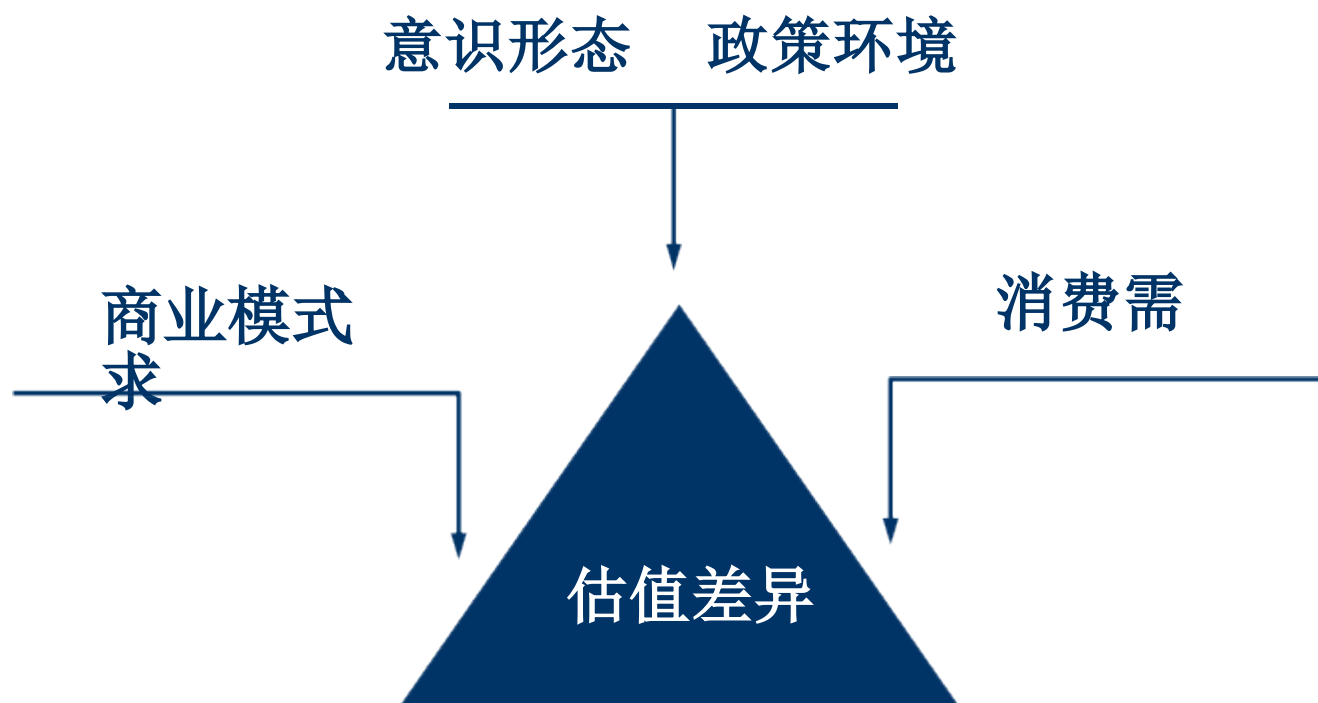 意识形态 政策环境
商业模式
求
消费需
估值差异